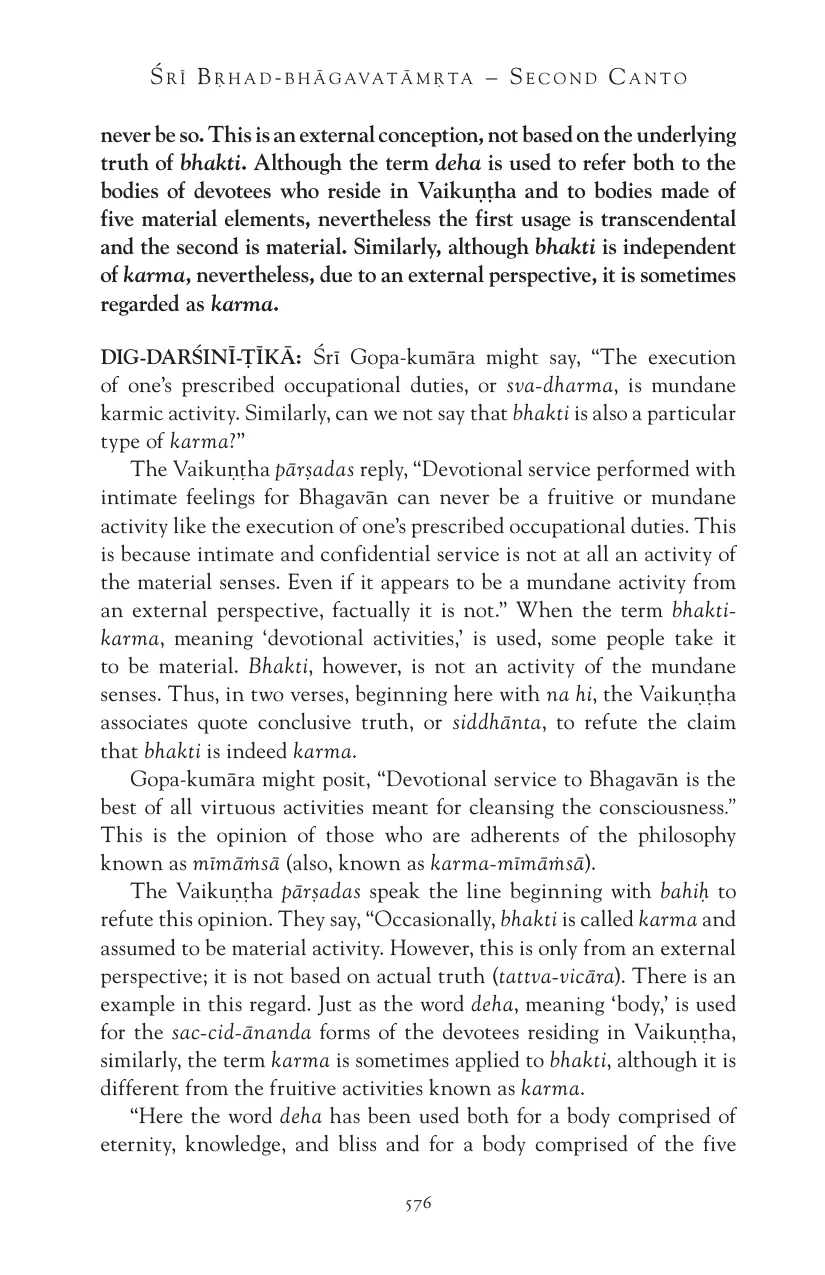 Śrī Bṛhad-bhāgavatāmṛta – Second Canto
never be so. This is an external conception, not based on the underlying
truth of bhakti. Although the term deha is used to refer both to the
bodies of devotees who reside in Vaikuṇṭha and to bodies made of
five material elements, nevertheless the first usage is transcendental
and the second is material. Similarly, although bhakti is independent
of karma, nevertheless, due to an external perspective, it is sometimes
regarded as karma.
DIG-DARŚINĪ-ṬĪKĀ: Śrī Gopa-kumāra might say, “The execution
of one’s prescribed occupational duties, or sva-dharma, is mundane
karmic activity. Similarly, can we not say that bhakti is also a particular
type of karma?”
The Vaikuṇṭha pārṣadas reply, “Devotional service performed with
intimate feelings for Bhagavān can never be a fruitive or mundane
activity like the execution of one’s prescribed occupational duties. This
is because intimate and confidential service is not at all an activity of
the material senses. Even if it appears to be a mundane activity from
an external perspective, factually it is not.” When the term bhakti-
karma, meaning ‘devotional activities,’ is used, some people take it
to be material. Bhakti, however, is not an activity of the mundane
senses. Thus, in two verses, beginning here with na hi, the Vaikuṇṭha
associates quote conclusive truth, or siddhānta, to refute the claim
that bhakti is indeed karma.
Gopa-kumāra might posit, “Devotional service to Bhagavān is the
best of all virtuous activities meant for cleansing the consciousness.”
This is the opinion of those who are adherents of the philosophy
known as mīmāṁsā (also, known as karma-mīmāṁsā).
The Vaikuṇṭha pārṣadas speak the line beginning with bahiḥ to
refute this opinion. They say, “Occasionally, bhakti is called karma and
assumed to be material activity. However, this is only from an external
perspective; it is not based on actual truth (tattva-vicāra). There is an
example in this regard. Just as the word deha, meaning ‘body,’ is used
for the sac-cid-ānanda forms of the devotees residing in Vaikuṇṭha,
similarly, the term karma is sometimes applied to bhakti, although it is
different from the fruitive activities known as karma.
“Here the word deha has been used both for a body comprised of
eternity, knowledge, and bliss and for a body comprised of the five
576